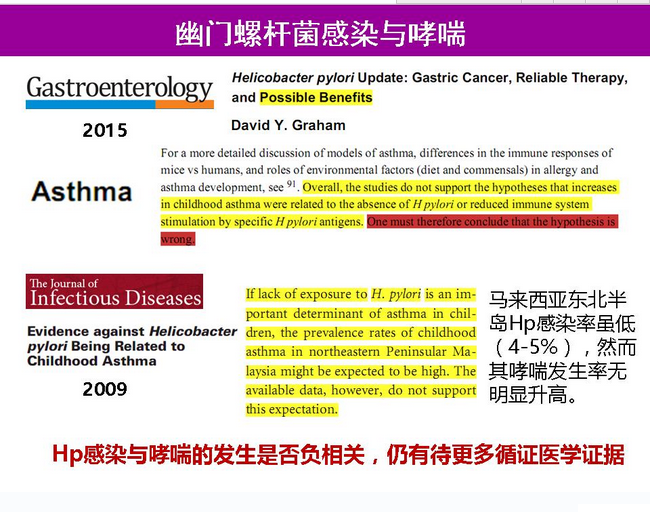 幽门螺杆菌感染与哮喘
Gastroenterology
2015
Helicobacter pylori Update: Gastric Cancer, Reliable Therapy,
and Possible Benefits
David Y. Graham
Asthma
For a more detailed discussion of models of asthma, differences in the immune responses of
mice vs humans, and roles of environmental factors (diet and commensals) in allergy and
asthma development, see 91. Overall, the studies do not support the hypotheses that increases
in childhood asthma were related to the absence of H pylori or reduced immune system
stimulation by specific H pylori antigens. One must therefore conclude that the hypothesis is
wrong.
The Journal of
Infectious Diseases
Evidence against Helicobacter
pylori Being Related to
Childhood Asthma
2009
If lack of exposure to H. pylori is an im-
portant determinant of asthma in chil-
dren, the prevalence rates of childhood
asthma in northeastern Peninsular Ma-
laysia might be expected to be high. The
available data, however, do not support
this expectation.
马来西亚东北半
岛Hp感染率虽低
（4-5%），然而
其哮喘发生率无
明显升高。
Hp感染与哮喘的发生是否负相关，仍有待更多循证医学证据